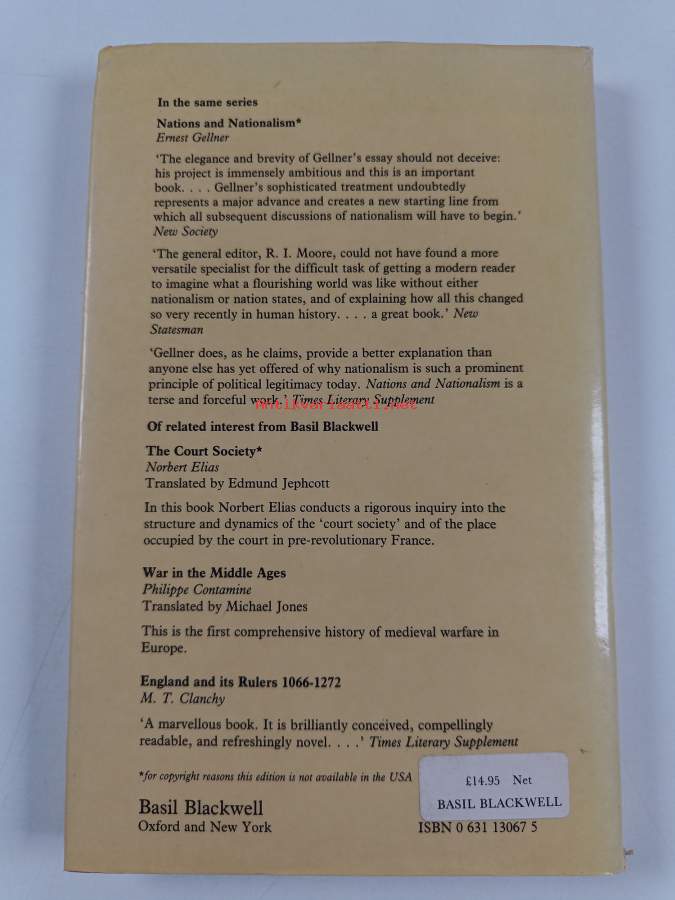 In the same series
Nations and Nationalism*
Ernest Gellner
‘The elegance and brevity of Gellner’s essay should not deceive:
his project is immensely ambitious and this is an important
book. . . . Gellner’s sophisticated treatment undoubtedly
represents a major advance and creates a new starting line from
which all subsequent discussions of nationalism will have to begin.’
New Society
‘The general editor, R. I. Moore, could not have found a more
versatile specialist for the difficult task of getting a modern reader
to imagine what a flourishing world was like without either
nationalism or nation states, and of explaining how all this changed
so very recently in human history. . . . a great book.’ New
Statesman
‘Gellner does, as he claims, provide a better explanation than
anyone else has yet offered of why nationalism is such a prominent
principle of political legitimacy today. Nations and Nationalism is a
terse and forceful work.’ Times Literary Supplement
Antikvariaatti.net
Of related interest from Basil Blackwell
The Court Society*
Norbert Elias
Translated by Edmund Jephcott
In this book Norbert Elias conducts a rigorous inquiry into the
structure and dynamics of the ‘court society’ and of the place
occupied by the court in pre-revolutionary France.
War in the Middle Ages
Philippe Contamine
Translated by Michael Jones
This is the first comprehensive history of medieval warfare in
Europe.
England and its Rulers 1066-1272
M. T. Clanchy
‘A marvellous book. It is brilliantly conceived, compellingly
readable, and refreshingly novel. . . .’ Times Literary Supplement
*for copyright reasons this edition is not available in the USA
£14.95 Net
BASIL BLACKWELL
Basil Blackwell
Oxford and New York
ISBN 0 631 13067 5